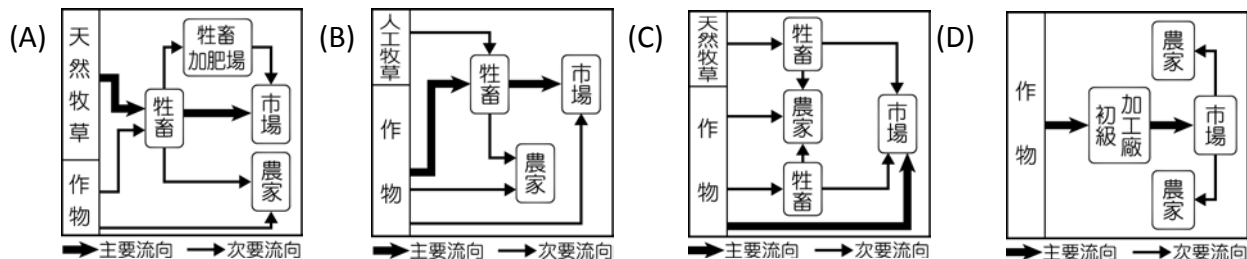 (A)
天然牧草
作物
牲畜
牲畜加肥場
市場
農家
主要流向 次要流向
(B)
人工牧草
作物
牲畜
市場
農家
主要流向 次要流向
(C)
天然牧草
作物
牲畜
農家
牲畜
市場
主要流向 次要流向
(D)
作物
初級加工廠
農家
市場
農家
主要流向 次要流向